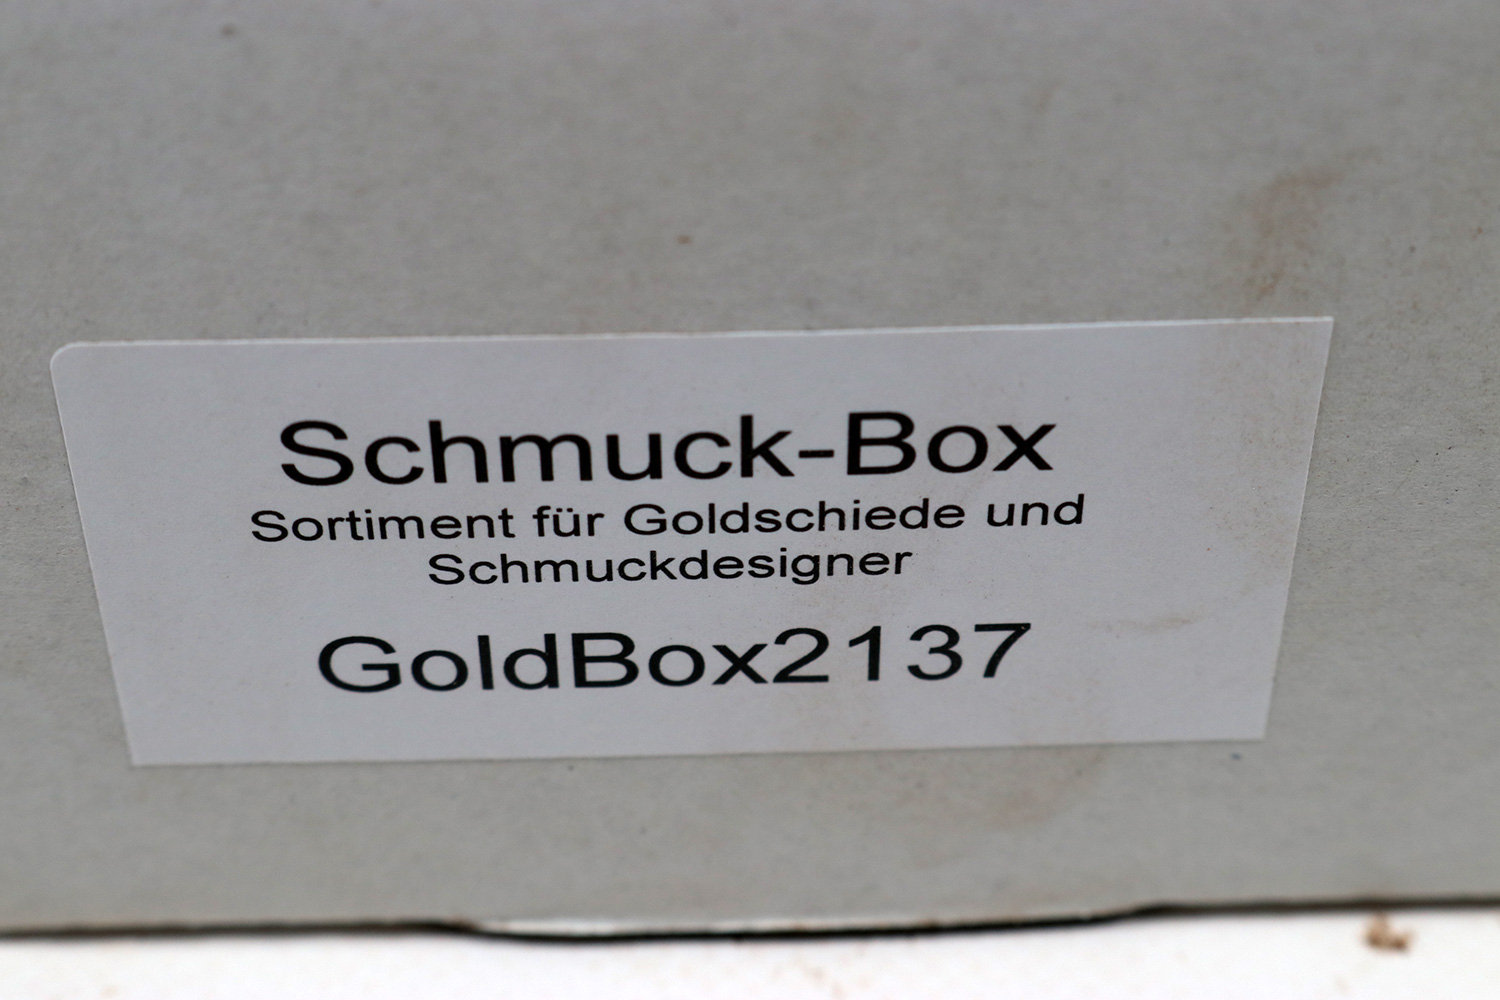 Schmuck-Box
Sortiment für Goldschiede und
Schmuckdesigner
GoldBox2137